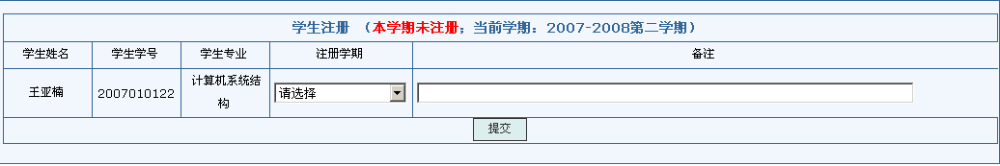 学生注册 （本学期未注册；当前学期：2007-2008第二学期）
学生姓名 学生学号 学生专业 注册学期 备注
王亚楠 2007010122 计算机系统结构 请选择
提交